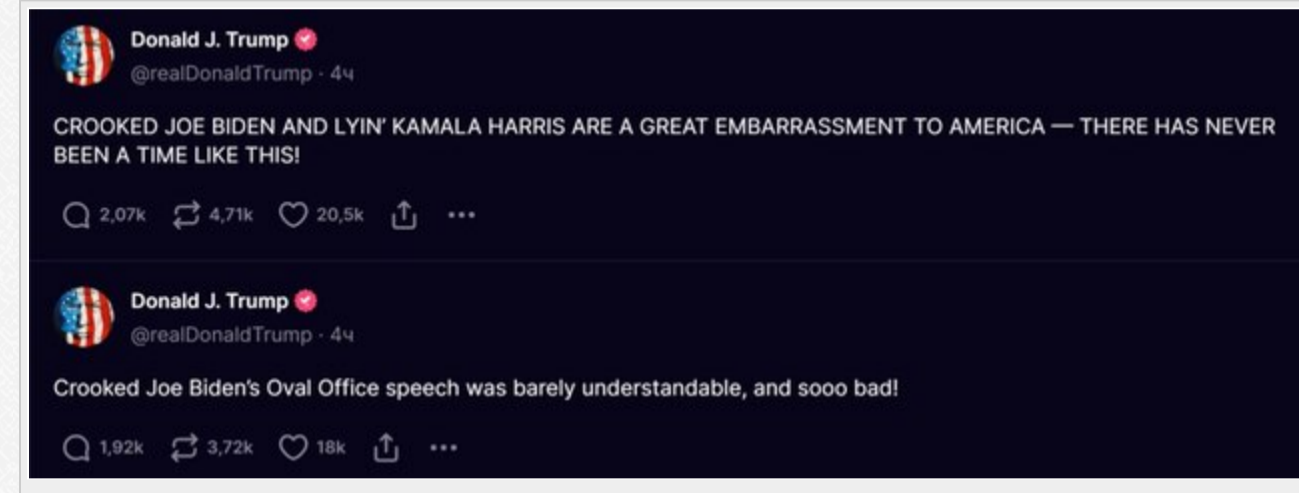 Donald J. Trump
@realDonaldTrump · 4ч
CROOKED JOE BIDEN AND LYIN' KAMALA HARRIS ARE A GREAT EMBARRASSMENT TO AMERICA — THERE HAS NEVER
BEEN A TIME LIKE THIS!
2,07k 4,71k 20,5k
Donald J. Trump
@realDonaldTrump · 4ч
Crooked Joe Biden's Oval Office speech was barely understandable, and sooo bad!
1,92k 3,72k 18k